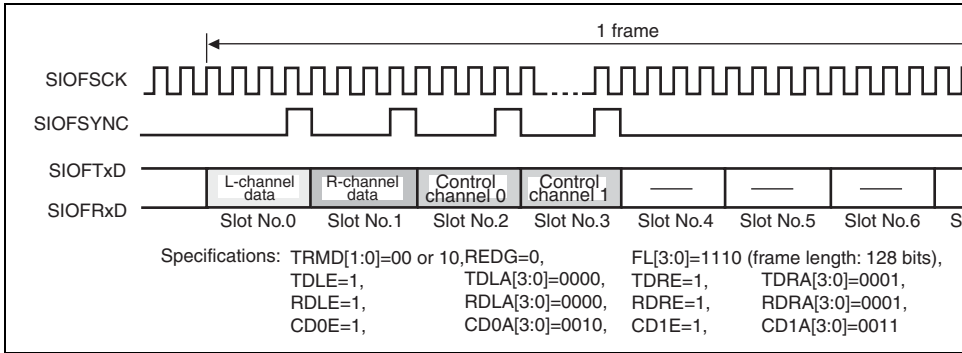 1 frame
SIOFSCK
SIOFSYNC
SIOFTxD
SIOFRxD
L-channel data
R-channel data
Control channel 0
Control channel 1
Slot No.0 Slot No.1 Slot No.2 Slot No.3 Slot No.4 Slot No.5 Slot No.6 S
Specifications: TRMD[1:0]=00 or 10, REDG=0, FL[3:0]=1110 (frame length: 128 bits),
TDLE=1, TDLA[3:0]=0000, TDRE=1, TDRA[3:0]=0001,
RDLE=1, RDLA[3:0]=0000, RDRE=1, RDRA[3:0]=0001,
CD0E=1, CD0A[3:0]=0010, CD1E=1, CD1A[3:0]=0011